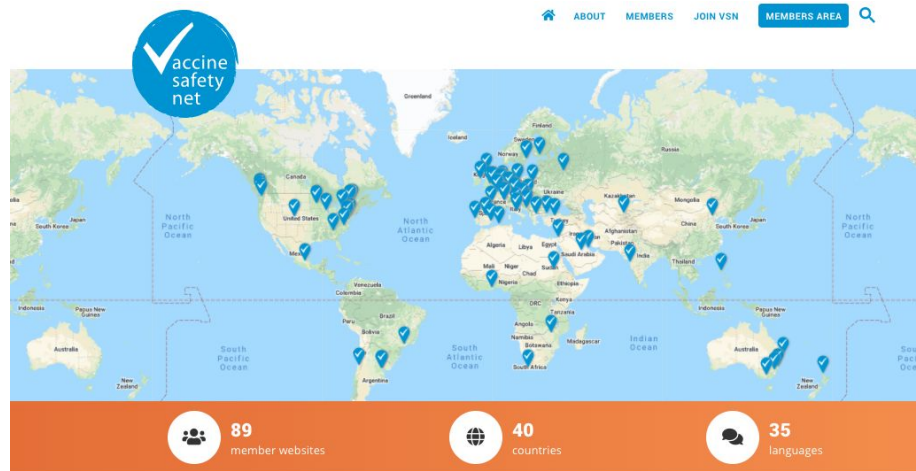 ABOUT MEMBERS JOIN VSN MEMBERS AREA
accine
safety
net
Greenland
Iceland
Finland
Norway
Russia
Canada
Ukraine
Kazakhstan
Mongolia
United States
North
Pacific
Ocean
North
Atlantic
Ocean
North
Pacific
Ocean
South Korea
Japan
China
South Korea
Japan
Afghanistan
Pakistan
Algeria
Libya
Egypt
Saudi Arabia
India
Thailand
Mali
Niger
Chad
Nigeria
Ethiopia
Venezuela
Colombia
DRC
Kenya
Tanzania
Indonesia
Papua New
Guinea
Indonesia
Papua New
Guinea
Peru
Brazil
Bolivia
Angola
Namibia
Botswana
Madagascar
South Africa
Indian
Ocean
Australia
Australia
South
Pacific
Ocean
South
Atlantic
Ocean
Argentina
New
Zealand
New
Zealand
89
member websites
40
countries
35
languages